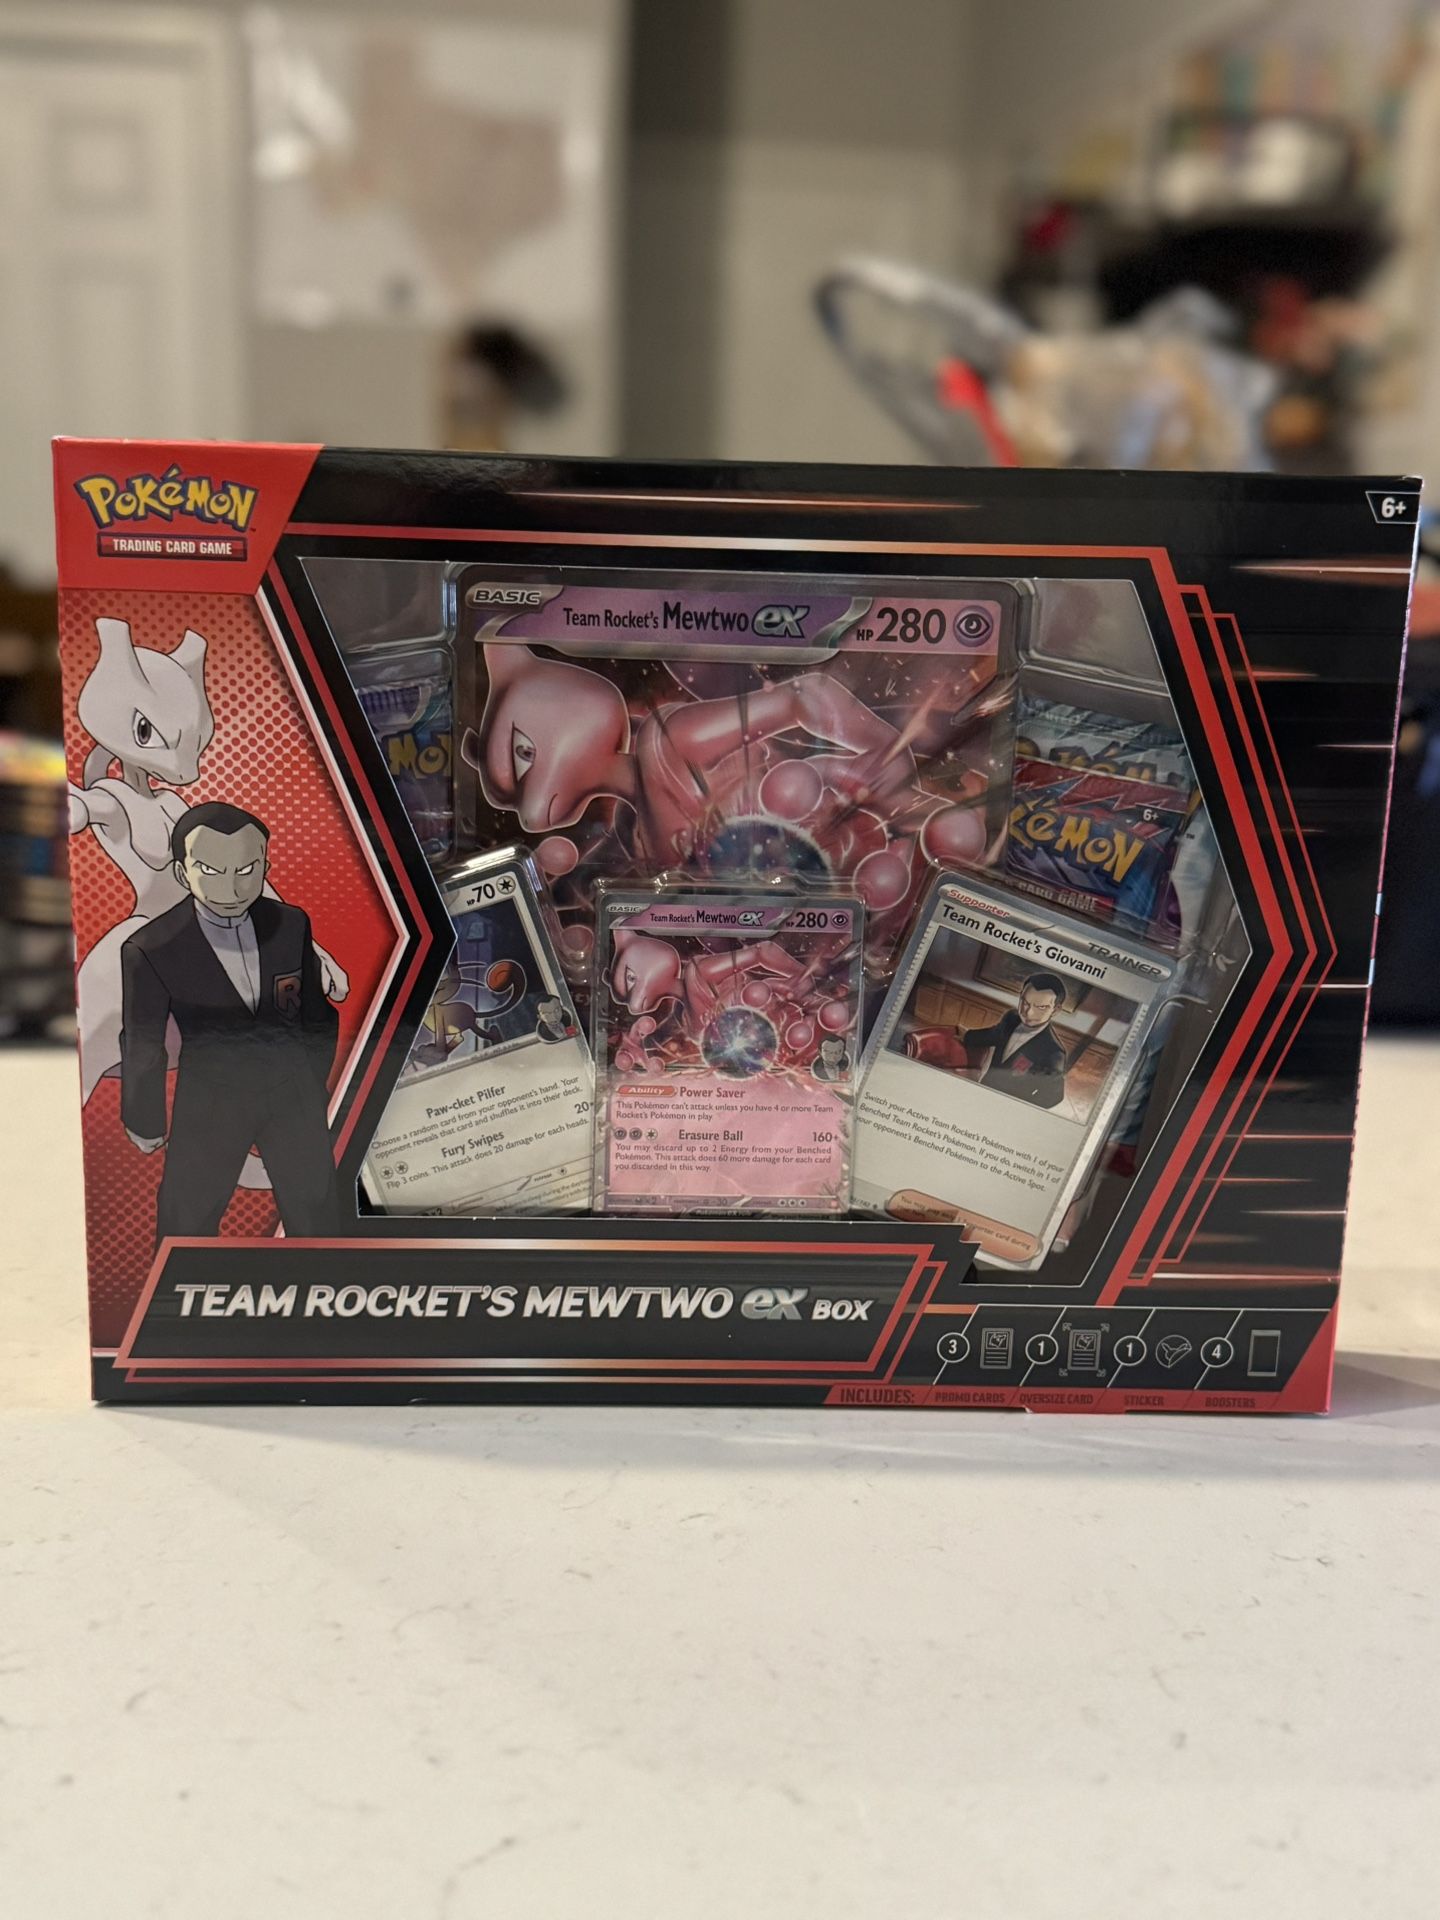 POKéMON
TRADING CARD GAME
6+
BASIC
Team Rocket's Mewtwo ex
HP 280
6+
KéMON
CARD GAME
HP 70
Paw-cket Pilfer
Choose a random card from your opponent's hand. Your
opponent reveals that card and shuffles it into their deck.
Fury Swipes 20×
Flip 3 coins. This attack does 20 damage for each heads.
×2
BASIC
Team Rocket's Mewtwo ex
HP 280
Ability Power Saver
This Pokémon can't attack unless you have 4 or more Team
Rocket's Pokémon in play.
Erasure Ball 160+
You may discard up to 2 Energy from your Benched
Pokémon. This attack does 60 more damage for each card
you discarded in this way.
×2
-30
Supporter
TRAINER
Team Rocket's Giovanni
Switch your Active Team Rocket's Pokémon with 1 of your
Benched Team Rocket's Pokémon. If you do, switch in 1 of
your opponent's Benched Pokémon to the Active Spot.
R
TEAM ROCKET'S MEWTWO ex BOX
3 1 1 4
INCLUDES: PROMO CARDS OVERSIZE CARD STICKER BOOSTERS